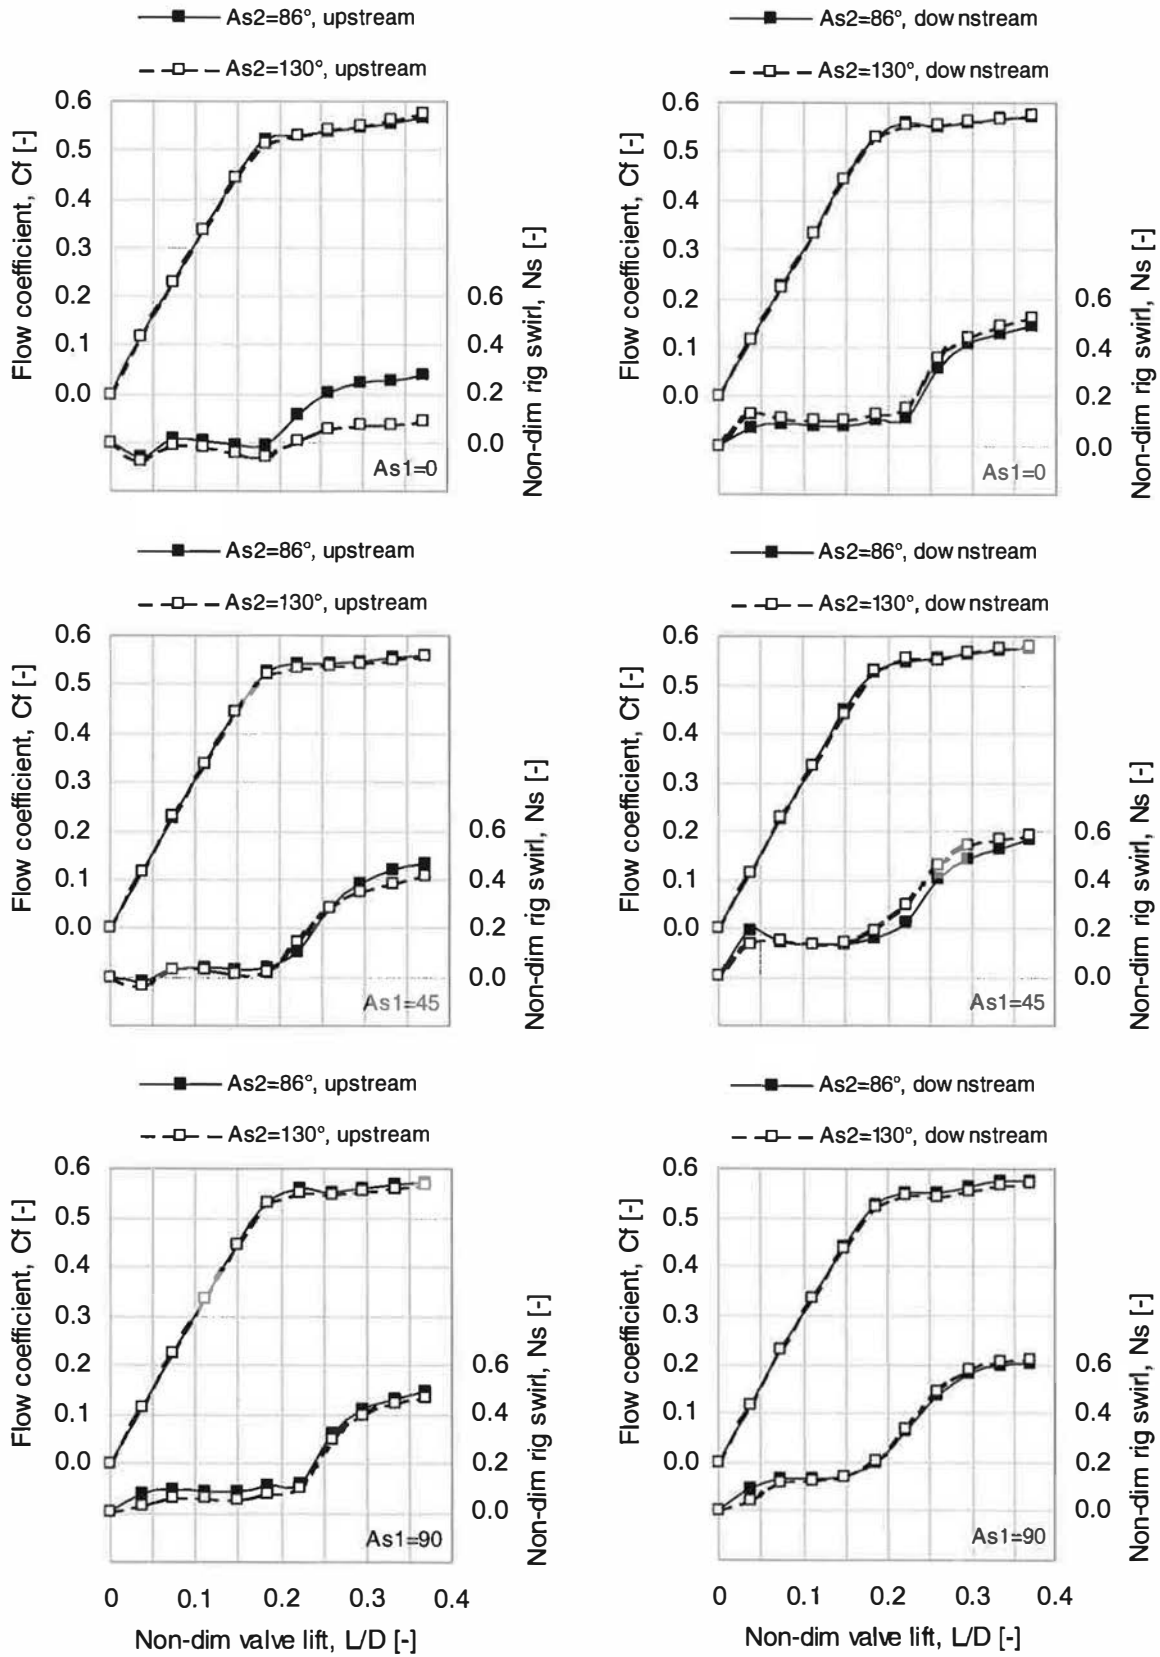 As2=86°, upstream
As2=130°, upstream
0.6
0.5
0.4
0.3
0.2
0.1
0.0
Flow coefficient, Cf [-]
0.6
0.4
0.2
0.0
Non-dim rig swirl, Ns [-]
As1=0
As2=86°, dow nstream
As2=130°, dow nstream
0.6
0.5
0.4
0.3
0.2
0.1
0.0
Flow coefficient, Cf [-]
0.6
0.4
0.2
0.0
Non-dim rig swirl, Ns [-]
As1=0
As2=86°, upstream
As2=130°, upstream
0.6
0.5
0.4
0.3
0.2
0.1
0.0
Flow coefficient, Cf [-]
0.6
0.4
0.2
0.0
Non-dim rig swirl, Ns [-]
As1=45
As2=86°, dow nstream
As2=130°, dow nstream
0.6
0.5
0.4
0.3
0.2
0.1
0.0
Flow coefficient, Cf [-]
0.6
0.4
0.2
0.0
Non-dim rig swirl, Ns [-]
As1=45
As2=86°, upstream
As2=130°, upstream
0.6
0.5
0.4
0.3
0.2
0.1
0.0
Flow coefficient, Cf [-]
0.6
0.4
0.2
0.0
Non-dim rig swirl, Ns [-]
As1=90
0 0.1 0.2 0.3 0.4
Non-dim valve lift, L/D [-]
As2=86°, dow nstream
As2=130°, dow nstream
0.6
0.5
0.4
0.3
0.2
0.1
0.0
Flow coefficient, Cf [-]
0.6
0.4
0.2
0.0
Non-dim rig swirl, Ns [-]
As1=90
0 0.1 0.2 0.3 0.4
Non-dim valve lift, L/D [-]